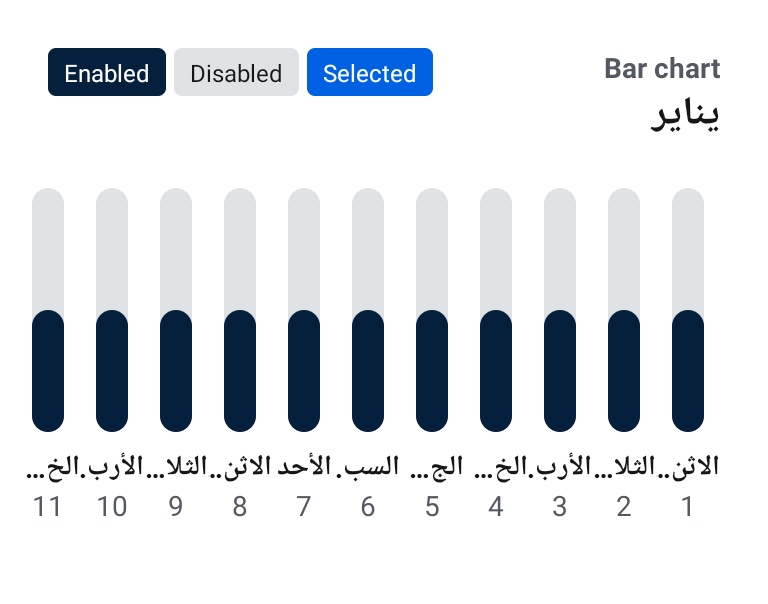 Bar chart
يناير
Enabled Disabled Selected
الاثن.. الثلا... الأرب. الخ... الج... السب. الأحد الاثن.. الثلا... الأرب. الخ...
1 2 3 4 5 6 7 8 9 10 11